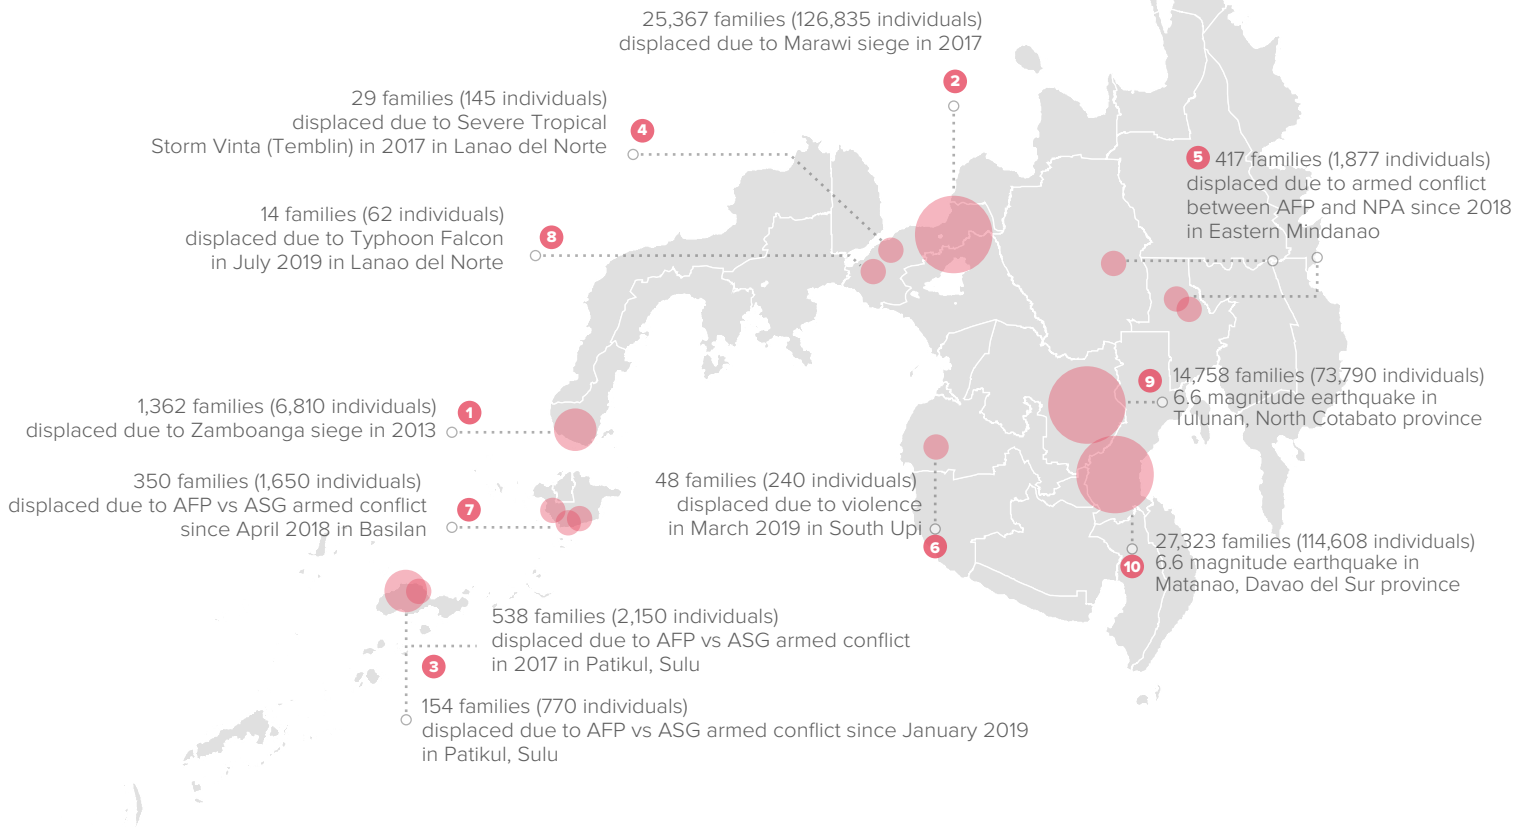 25,367 families (126,835 individuals)
displaced due to Marawi siege in 2017
2
29 families (145 individuals)
displaced due to Severe Tropical
Storm Vinta (Temblin) in 2017 in Lanao del Norte
4
5 417 families (1,877 individuals)
displaced due to armed conflict
between AFP and NPA since 2018
in Eastern Mindanao
14 families (62 individuals)
displaced due to Typhoon Falcon
in July 2019 in Lanao del Norte
8
9 14,758 families (73,790 individuals)
6.6 magnitude earthquake in
Tulunan, North Cotabato province
1,362 families (6,810 individuals)
displaced due to Zamboanga siege in 2013
1
350 families (1,650 individuals)
displaced due to AFP vs ASG armed conflict
since April 2018 in Basilan
7
48 families (240 individuals)
displaced due to violence
in March 2019 in South Upi
6
27,323 families (114,608 individuals)
6.6 magnitude earthquake in
Matanao, Davao del Sur province
10
538 families (2,150 individuals)
displaced due to AFP vs ASG armed conflict
in 2017 in Patikul, Sulu
3
154 families (770 individuals)
displaced due to AFP vs ASG armed conflict since January 2019
in Patikul, Sulu